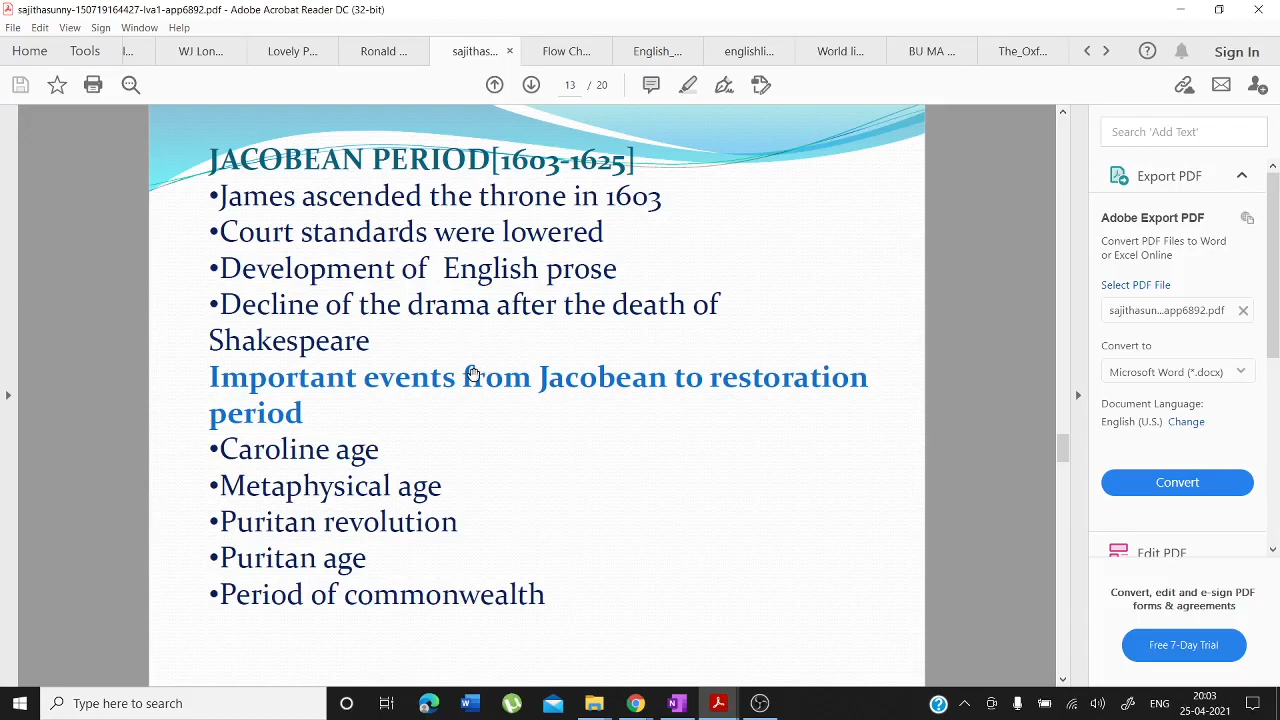 sajithasunny-150719164427-lva1-app6892.pdf - Adobe Acrobat Reader DC (32-bit)
File Edit View Sign Window Help
Home Tools l... WJ Lon... Lovely P... Ronald ... sajithas... × Flow Ch... English_... englishli... World li... BU MA ... The_Oxf... Sign In
13 / 20
JACOBEAN PERIOD[1603-1625]
•James ascended the throne in 1603
•Court standards were lowered
•Development of English prose
•Decline of the drama after the death of
Shakespeare
Important events from Jacobean to restoration
period
•Caroline age
•Metaphysical age
•Puritan revolution
•Puritan age
•Period of commonwealth
Search 'Add Text'
Export PDF
Adobe Export PDF
Convert PDF Files to Word
or Excel Online
Select PDF File
sajithasun...app6892.pdf
Convert to
Microsoft Word (*.docx)
Document Language:
English (U.S.) Change
Convert
Edit PDF
Convert, edit and e-sign PDF
forms & agreements
Free 7-Day Trial
Type here to search
ENG
20:03
25-04-2021